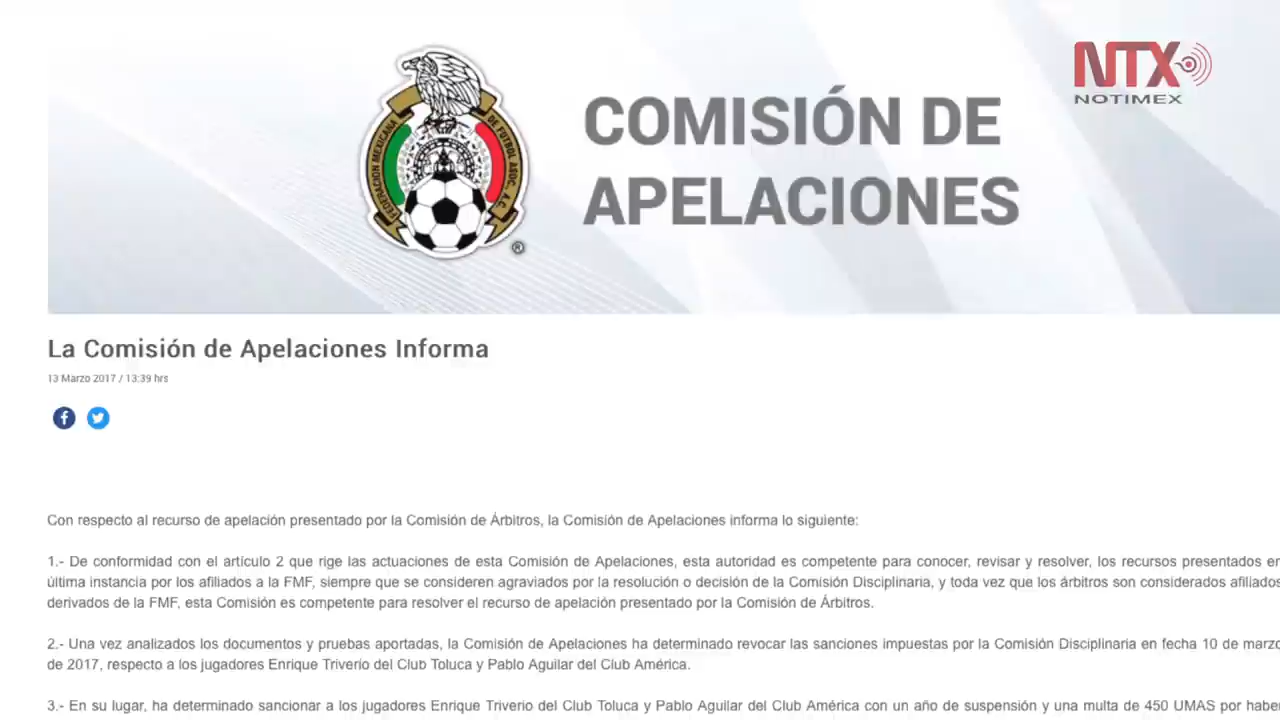 NTX
NOTIMEX
COMISIÓN DE
APELACIONES
FEDERACION MEXICANA
DE FUTBOL ASOC. A.C.
®
La Comisión de Apelaciones Informa
13 Marzo 2017 / 13:39 hrs
Con respecto al recurso de apelación presentado por la Comisión de Árbitros, la Comisión de Apelaciones informa lo siguiente:
1.- De conformidad con el artículo 2 que rige las actuaciones de esta Comisión de Apelaciones, esta autoridad es competente para conocer, revisar y resolver, los recursos presentados en
última instancia por los afiliados a la FMF, siempre que se consideren agraviados por la resolución o decisión de la Comisión Disciplinaria, y toda vez que los árbitros son considerados afiliados
derivados de la FMF, esta Comisión es competente para resolver el recurso de apelación presentado por la Comisión de Árbitros.
2.- Una vez analizados los documentos y pruebas aportadas, la Comisión de Apelaciones ha determinado revocar las sanciones impuestas por la Comisión Disciplinaria en fecha 10 de marzo
de 2017, respecto a los jugadores Enrique Triverio del Club Toluca y Pablo Aguilar del Club América.
3.- En su lugar, ha determinado sancionar a los jugadores Enrique Triverio del Club Toluca y Pablo Aguilar del Club América con un año de suspensión y una multa de 450 UMAS por habe